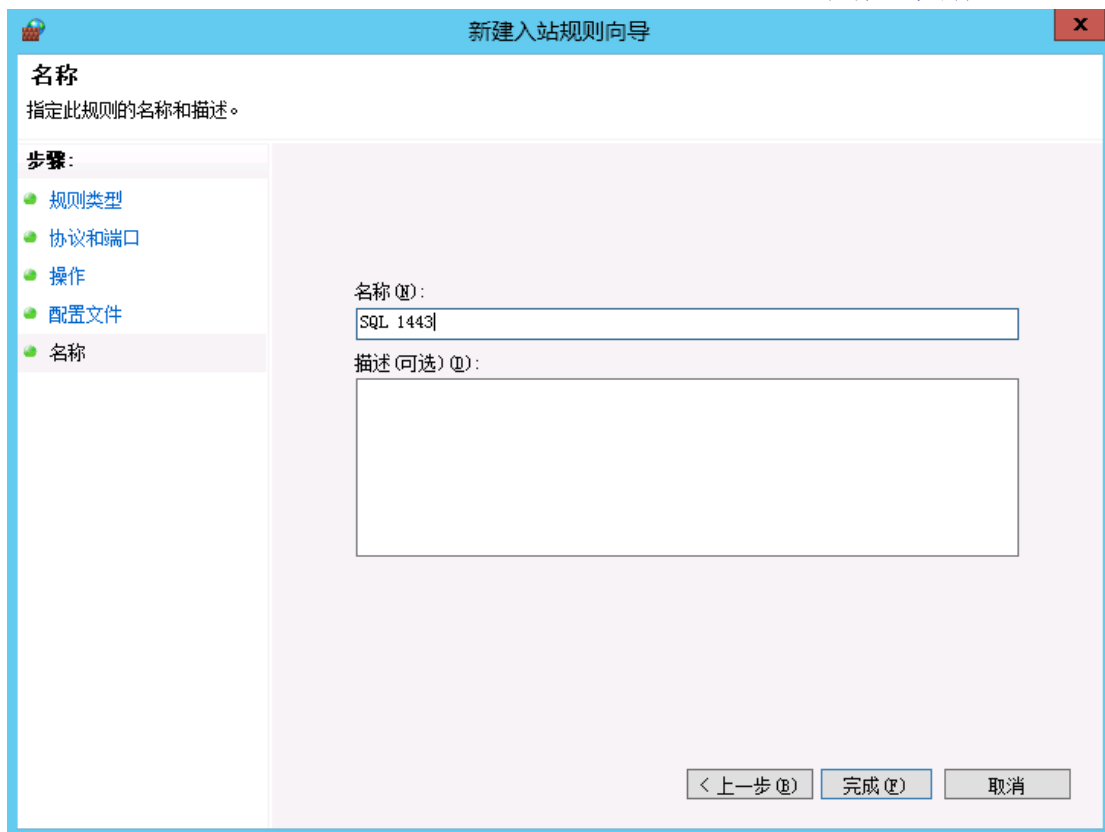 新建入站规则向导
x
名称
指定此规则的名称和描述。
步骤:
规则类型
协议和端口
操作
配置文件
名称
名称(N):
SQL 1443
描述(可选)(D):
< 上一步(B)
完成(F)
取消